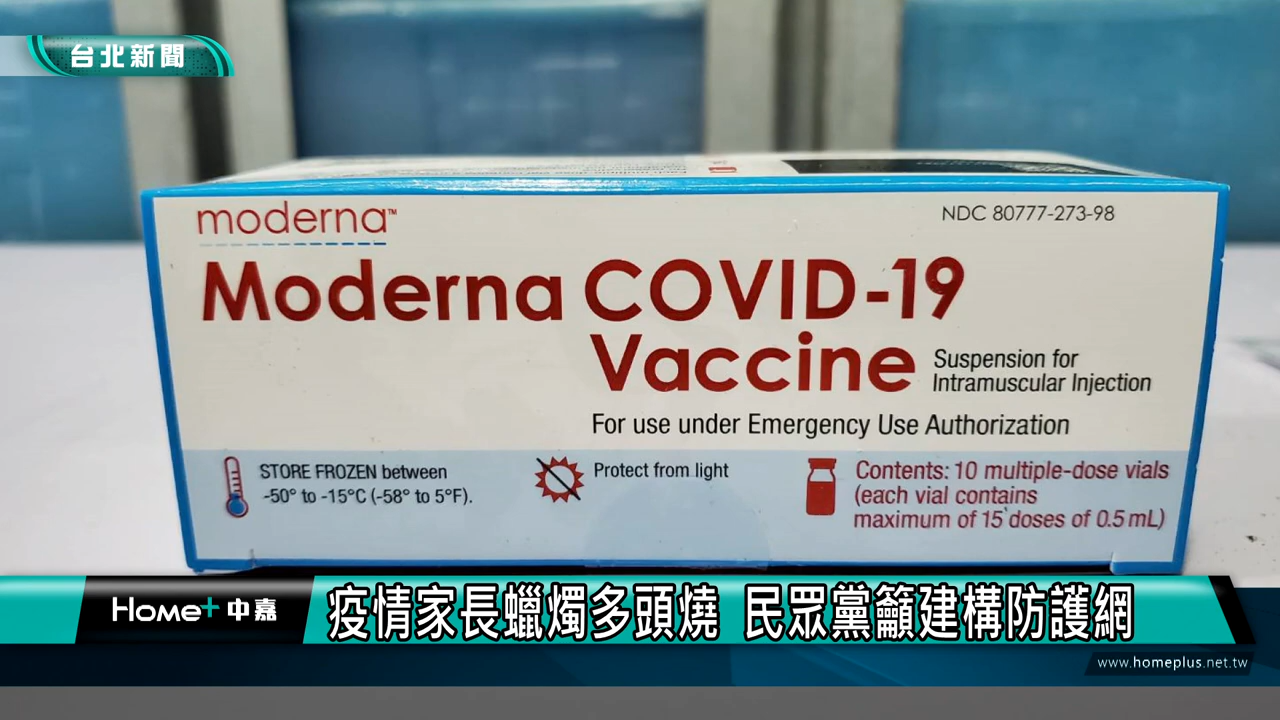 台北新聞
moderna™
NDC 80777-273-98
Moderna COVID-19
Vaccine
Suspension for
Intramuscular Injection
For use under Emergency Use Authorization
STORE FROZEN between
-50° to -15°C (-58° to 5°F).
Protect from light
Contents: 10 multiple-dose vials
(each vial contains
maximum of 15 doses of 0.5 mL)
Home+ 中嘉
疫情家長蠟燭多頭燒 民眾黨籲建構防護網
www.homeplus.net.tw